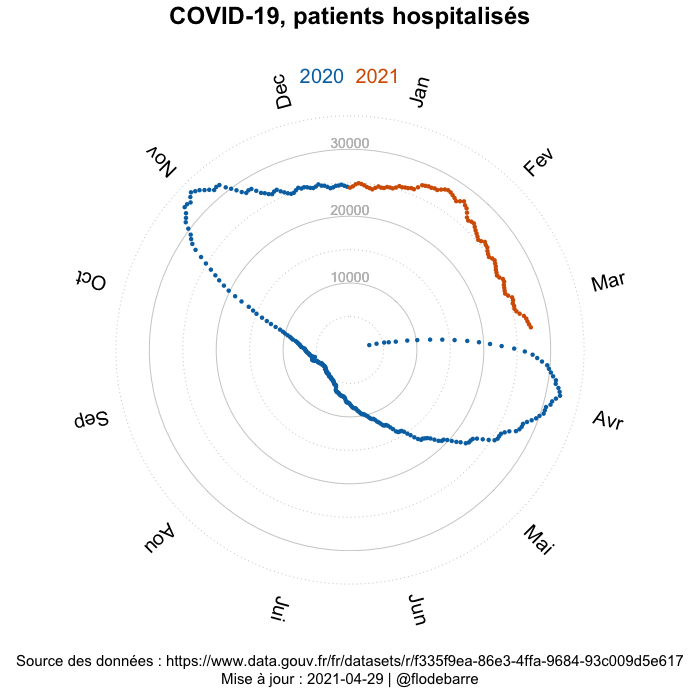 COVID-19, patients hospitalisés
2020 2021
Jan
Fev
Mar
Avr
Mai
Jun
Jui
Aou
Sep
Oct
Nov
Dec
30000
20000
10000
Source des données : https://www.data.gouv.fr/fr/datasets/r/f335f9ea-86e3-4ffa-9684-93c009d5e617
Mise à jour : 2021-04-29 | @flodebarre